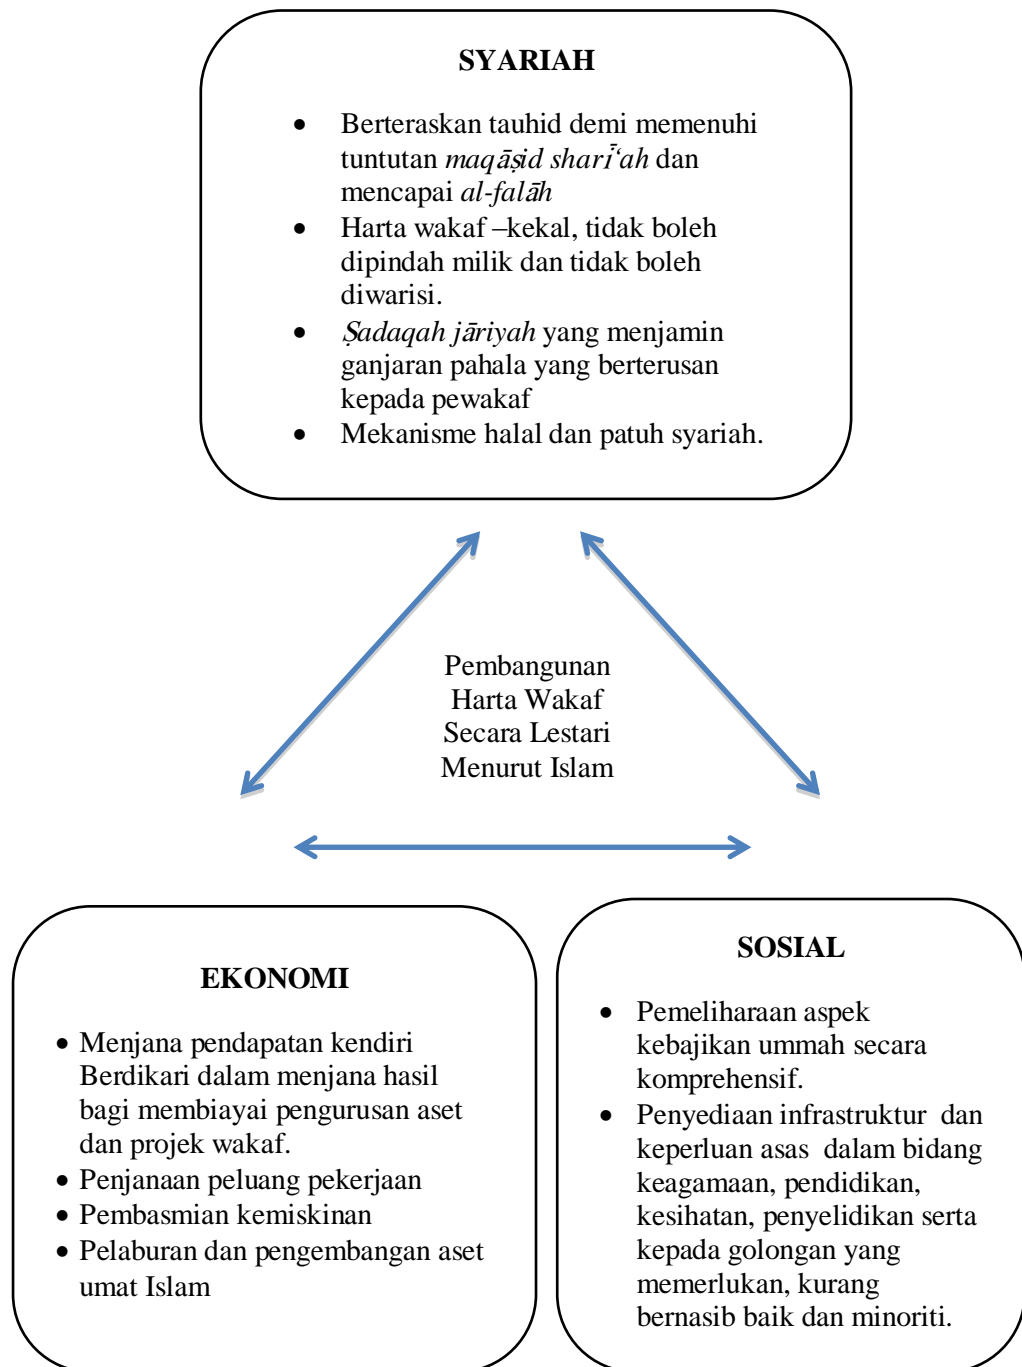 SYARIAH
• Berteraskan tauhid demi memenuhi
tuntutan maqāṣid sharī‘ah dan
mencapai al-falāh
• Harta wakaf –kekal, tidak boleh
dipindah milik dan tidak boleh
diwarisi.
• Ṣadaqah jāriyah yang menjamin
ganjaran pahala yang berterusan
kepada pewakaf
• Mekanisme halal dan patuh syariah.
Pembangunan
Harta Wakaf
Secara Lestari
Menurut Islam
EKONOMI
• Menjana pendapatan kendiri
Berdikari dalam menjana hasil
bagi membiayai pengurusan aset
dan projek wakaf.
• Penjanaan peluang pekerjaan
• Pembasmian kemiskinan
• Pelaburan dan pengembangan aset
umat Islam
SOSIAL
• Pemeliharaan aspek
kebajikan ummah secara
komprehensif.
• Penyediaan infrastruktur dan
keperluan asas dalam bidang
keagamaan, pendidikan,
kesihatan, penyelidikan serta
kepada golongan yang
memerlukan, kurang
bernasib baik dan minoriti.